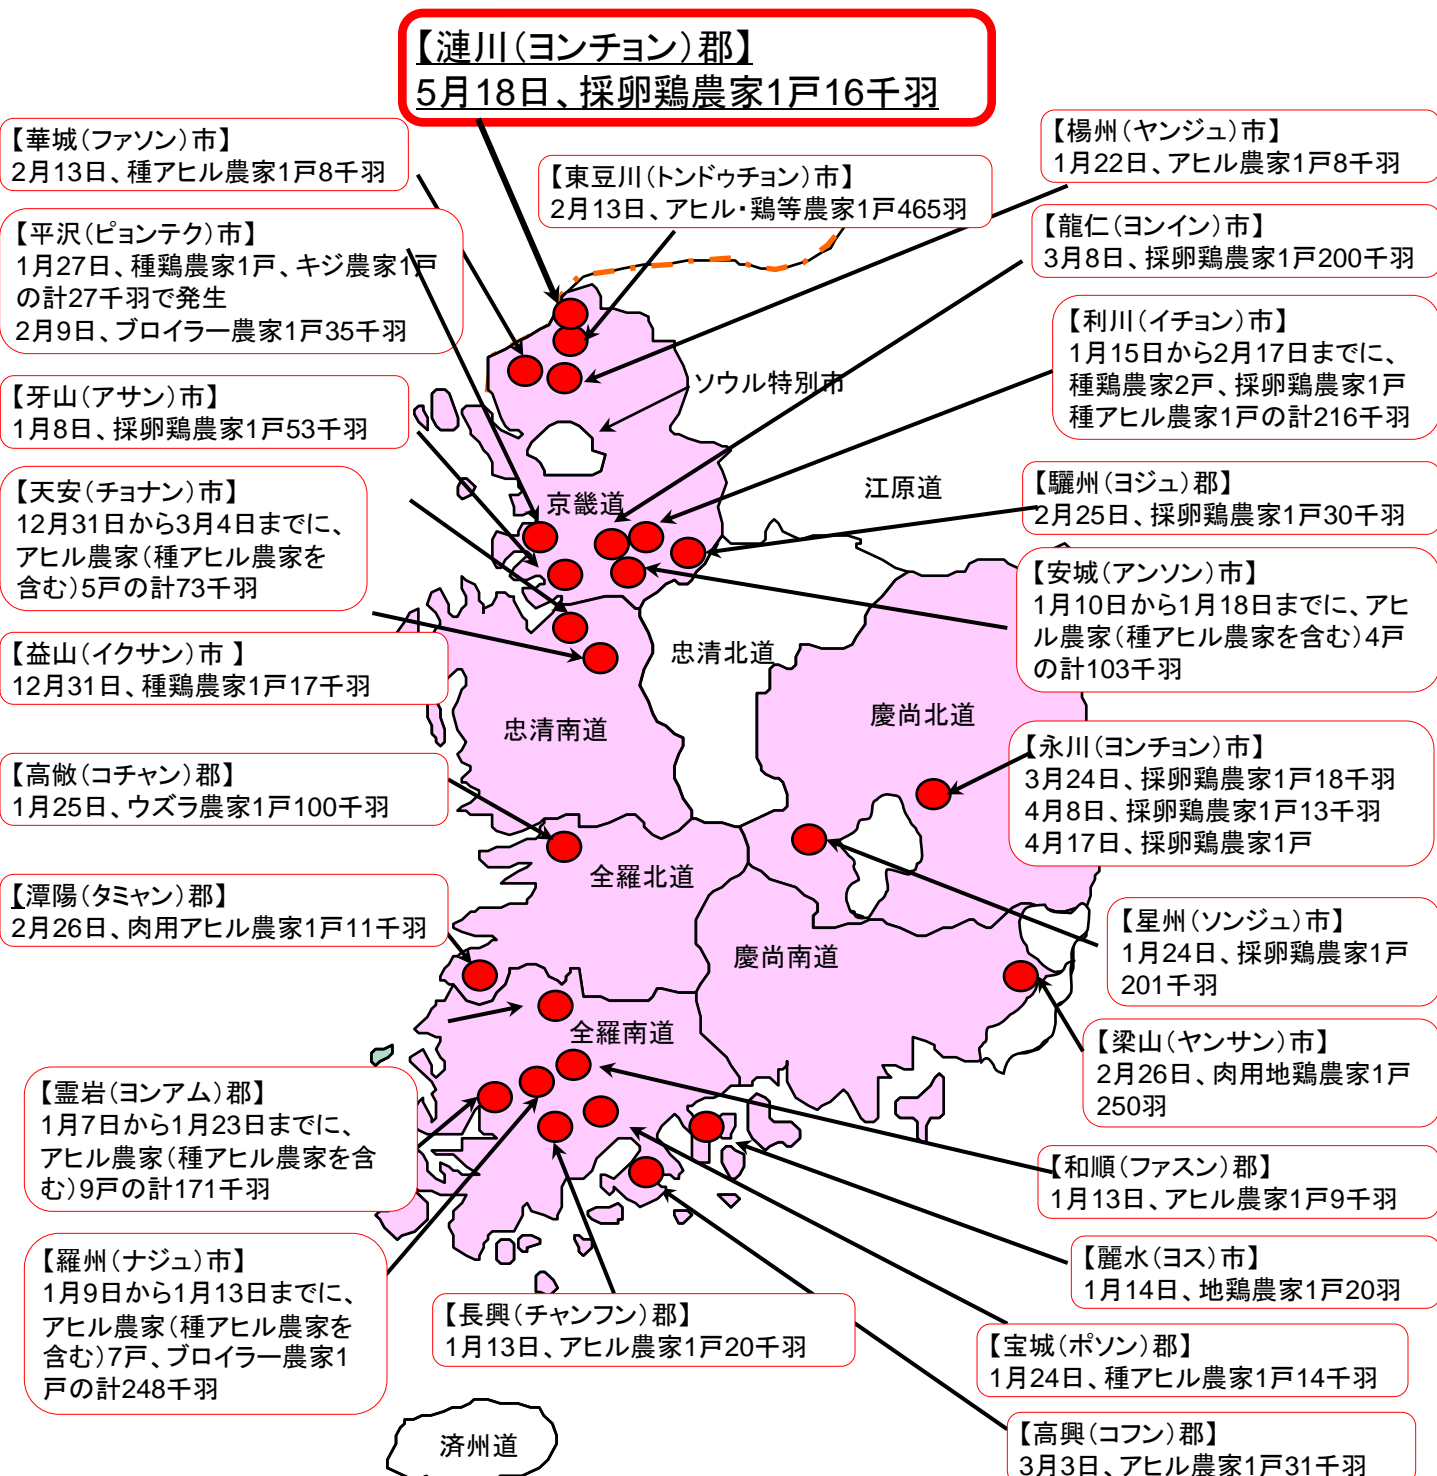 【漣川(ヨンチョン)郡】
5月18日、採卵鶏農家1戸16千羽
【華城(ファソン)市】
2月13日、種アヒル農家1戸8千羽
【東豆川(トンドゥチョン)市】
2月13日、アヒル・鶏等農家1戸465羽
【楊州(ヤンジュ)市】
1月22日、アヒル農家1戸8千羽
【平沢(ピョンテク)市】
1月27日、種鶏農家1戸、キジ農家1戸
の計27千羽で発生
2月9日、ブロイラー農家1戸35千羽
【龍仁(ヨンイン)市】
3月8日、採卵鶏農家1戸200千羽
【利川(イチョン)市】
1月15日から2月17日までに、
種鶏農家2戸、採卵鶏農家1戸
種アヒル農家1戸の計216千羽
ソウル特別市
【牙山(アサン)市】
1月8日、採卵鶏農家1戸53千羽
京畿道
江原道
【天安(チョナン)市】
12月31日から3月4日までに、
アヒル農家(種アヒル農家を
含む)5戸の計73千羽
【驪州(ヨジュ)郡】
2月25日、採卵鶏農家1戸30千羽
【安城(アンソン)市】
1月10日から1月18日までに、アヒ
ル農家(種アヒル農家を含む)4戸
の計103千羽
【益山(イクサン)市 】
12月31日、種鶏農家1戸17千羽
忠清北道
忠清南道
慶尚北道
【永川(ヨンチョン)市】
3月24日、採卵鶏農家1戸18千羽
4月8日、採卵鶏農家1戸13千羽
4月17日、採卵鶏農家1戸
【高敞(コチャン)郡】
1月25日、ウズラ農家1戸100千羽
全羅北道
【潭陽(タミャン)郡】
2月26日、肉用アヒル農家1戸11千羽
慶尚南道
【星州(ソンジュ)市】
1月24日、採卵鶏農家1戸
201千羽
全羅南道
【梁山(ヤンサン)市】
2月26日、肉用地鶏農家1戸
250羽
【霊岩(ヨンアム)郡】
1月7日から1月23日までに、
アヒル農家(種アヒル農家を含
む)9戸の計171千羽
【和順(ファスン)郡】
1月13日、アヒル農家1戸9千羽
【麗水(ヨス)市】
1月14日、地鶏農家1戸20羽
【羅州(ナジュ)市】
1月9日から1月13日までに、
アヒル農家(種アヒル農家を
含む)7戸、ブロイラー農家1
戸の計248千羽
【長興(チャンフン)郡】
1月13日、アヒル農家1戸20千羽
【宝城(ポソン)郡】
1月24日、種アヒル農家1戸14千羽
済州道
【高興(コフン)郡】
3月3日、アヒル農家1戸31千羽